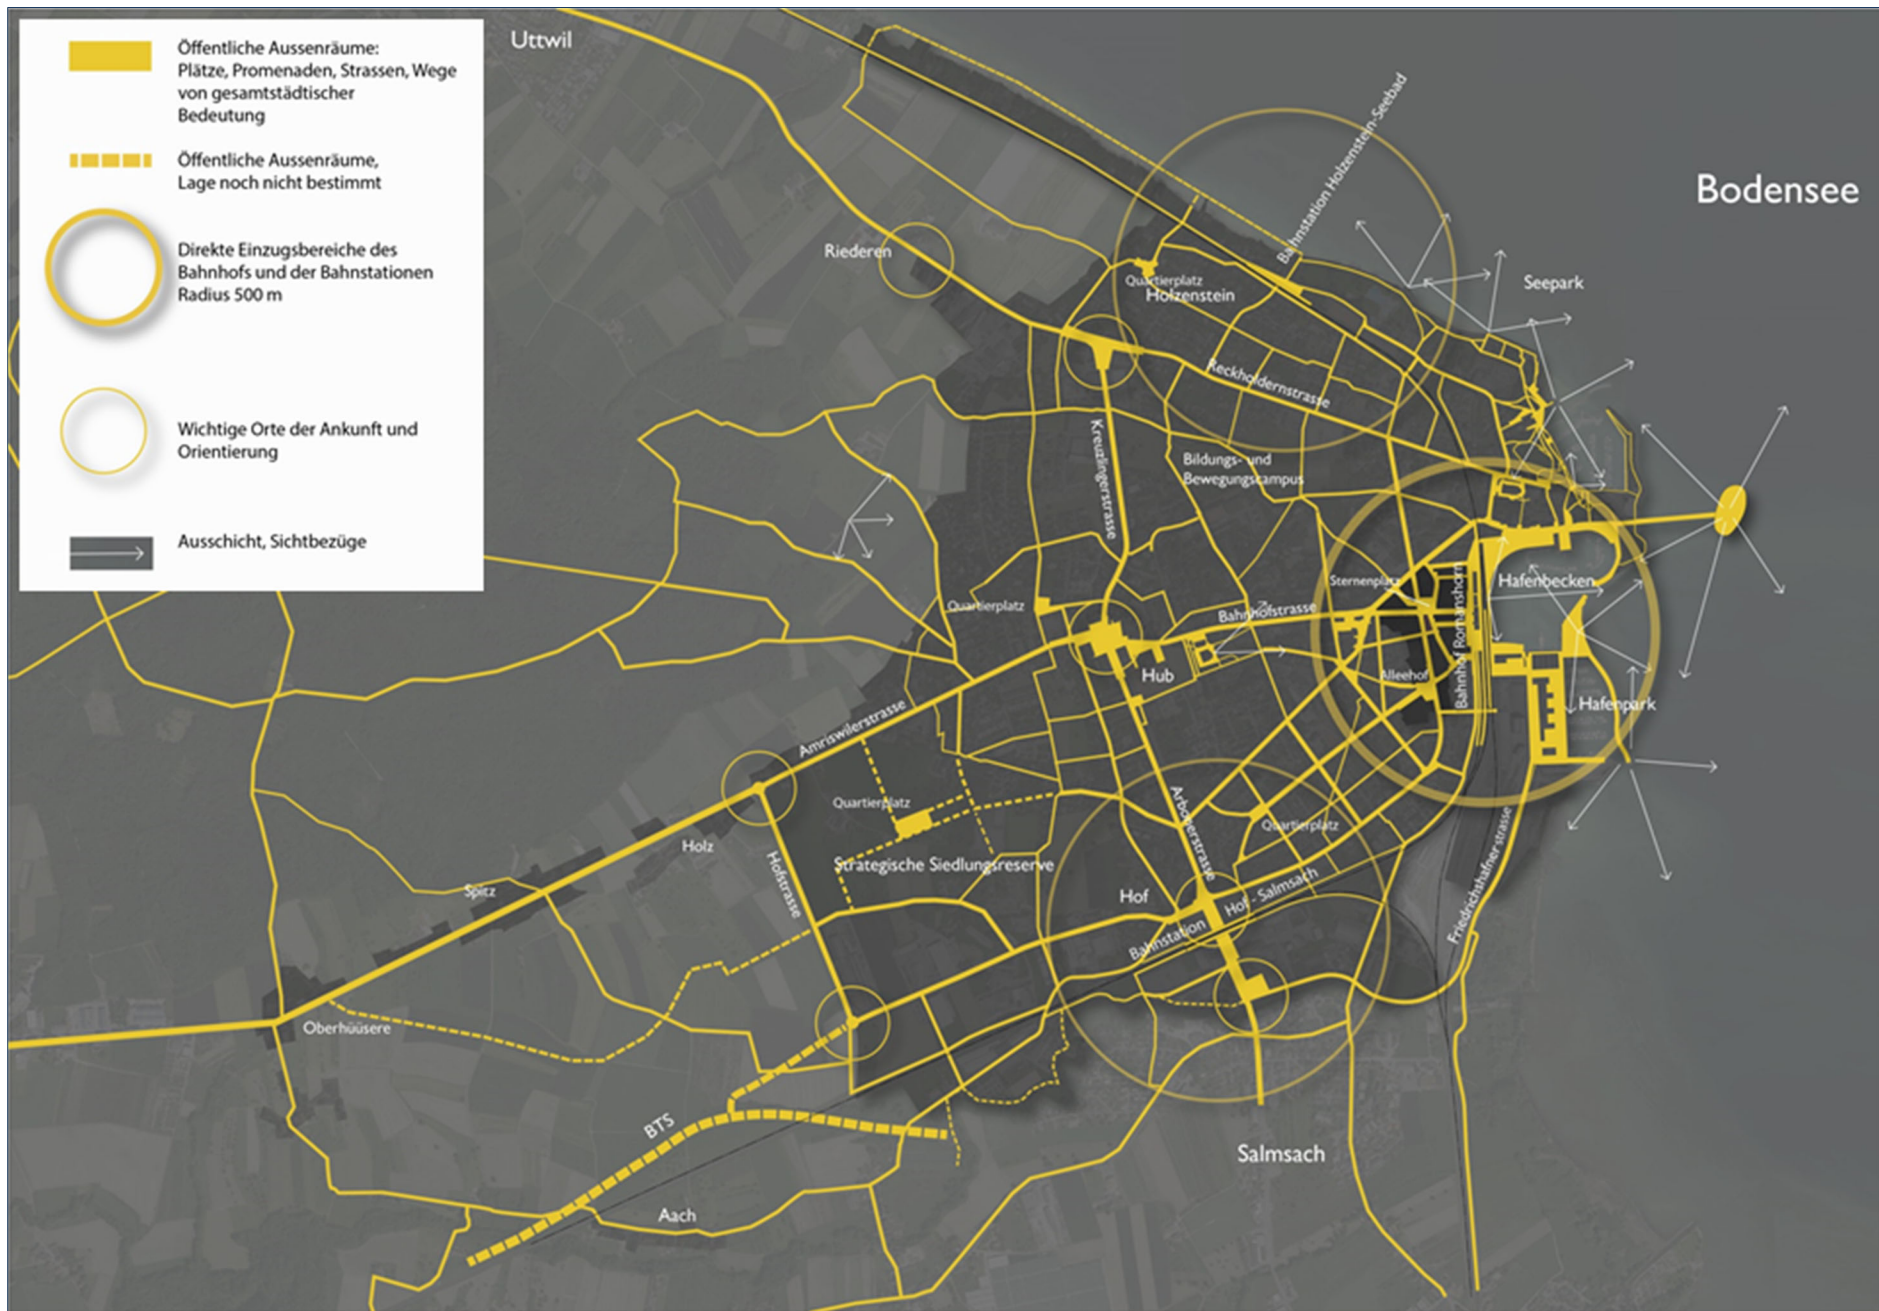 Öffentliche Aussenräume:
Plätze, Promenaden, Strassen, Wege
von gesamtstädtischer
Bedeutung
Öffentliche Aussenräume,
Lage noch nicht bestimmt
Direkte Einzugsbereiche des
Bahnhofs und der Bahnstationen
Radius 500 m
Wichtige Orte der Ankunft und
Orientierung
Ausschicht, Sichtbezüge
Uttwil
Bodensee
Bahnstation Holzenstein-Seebad
Riederen
Quartierplatz
Holzenstein
Seepark
Reckholdernstrasse
Kreuzlingerstrasse
Bildungs- und
Bewegungscampus
Sternenplatz
Hafenbecken
Quartierplatz
Bahnhofstrasse
Bahnhof Romanshorn
Hub
Alleehof
Hafenpark
Amriswilerstrasse
Quartierplatz
Arbonerstrasse
Quartierplatz
Holz
Hofstrasse
Strategische Siedlungsreserve
Friedrichshafnerstrasse
Spitz
Hof
Bahnstation Hof - Salmsach
Oberhüüsere
BTS
Salmsach
Aach